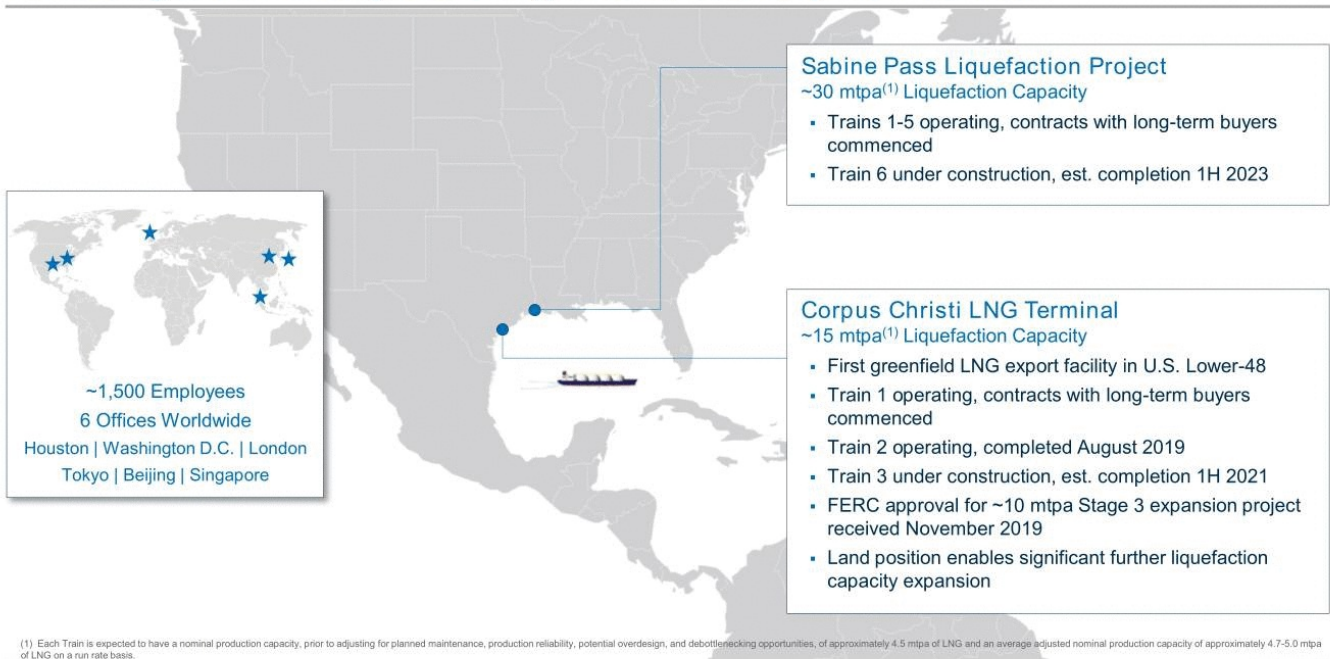 Sabine Pass Liquefaction Project
~30 mtpa(1) Liquefaction Capacity
▪ Trains 1-5 operating, contracts with long-term buyers
commenced
▪ Train 6 under construction, est. completion 1H 2023
~1,500 Employees
6 Offices Worldwide
Houston | Washington D.C. | London
Tokyo | Beijing | Singapore
Corpus Christi LNG Terminal
~15 mtpa(1) Liquefaction Capacity
▪ First greenfield LNG export facility in U.S. Lower-48
▪ Train 1 operating, contracts with long-term buyers
commenced
▪ Train 2 operating, completed August 2019
▪ Train 3 under construction, est. completion 1H 2021
▪ FERC approval for ~10 mtpa Stage 3 expansion project
received November 2019
▪ Land position enables significant further liquefaction
capacity expansion
(1) Each Train is expected to have a nominal production capacity, prior to adjusting for planned maintenance, production reliability, potential overdesign, and debottlenecking opportunities, of approximately 4.5 mtpa of LNG and an average adjusted nominal production capacity of approximately 4.7-5.0 mtpa
of LNG on a run rate basis.